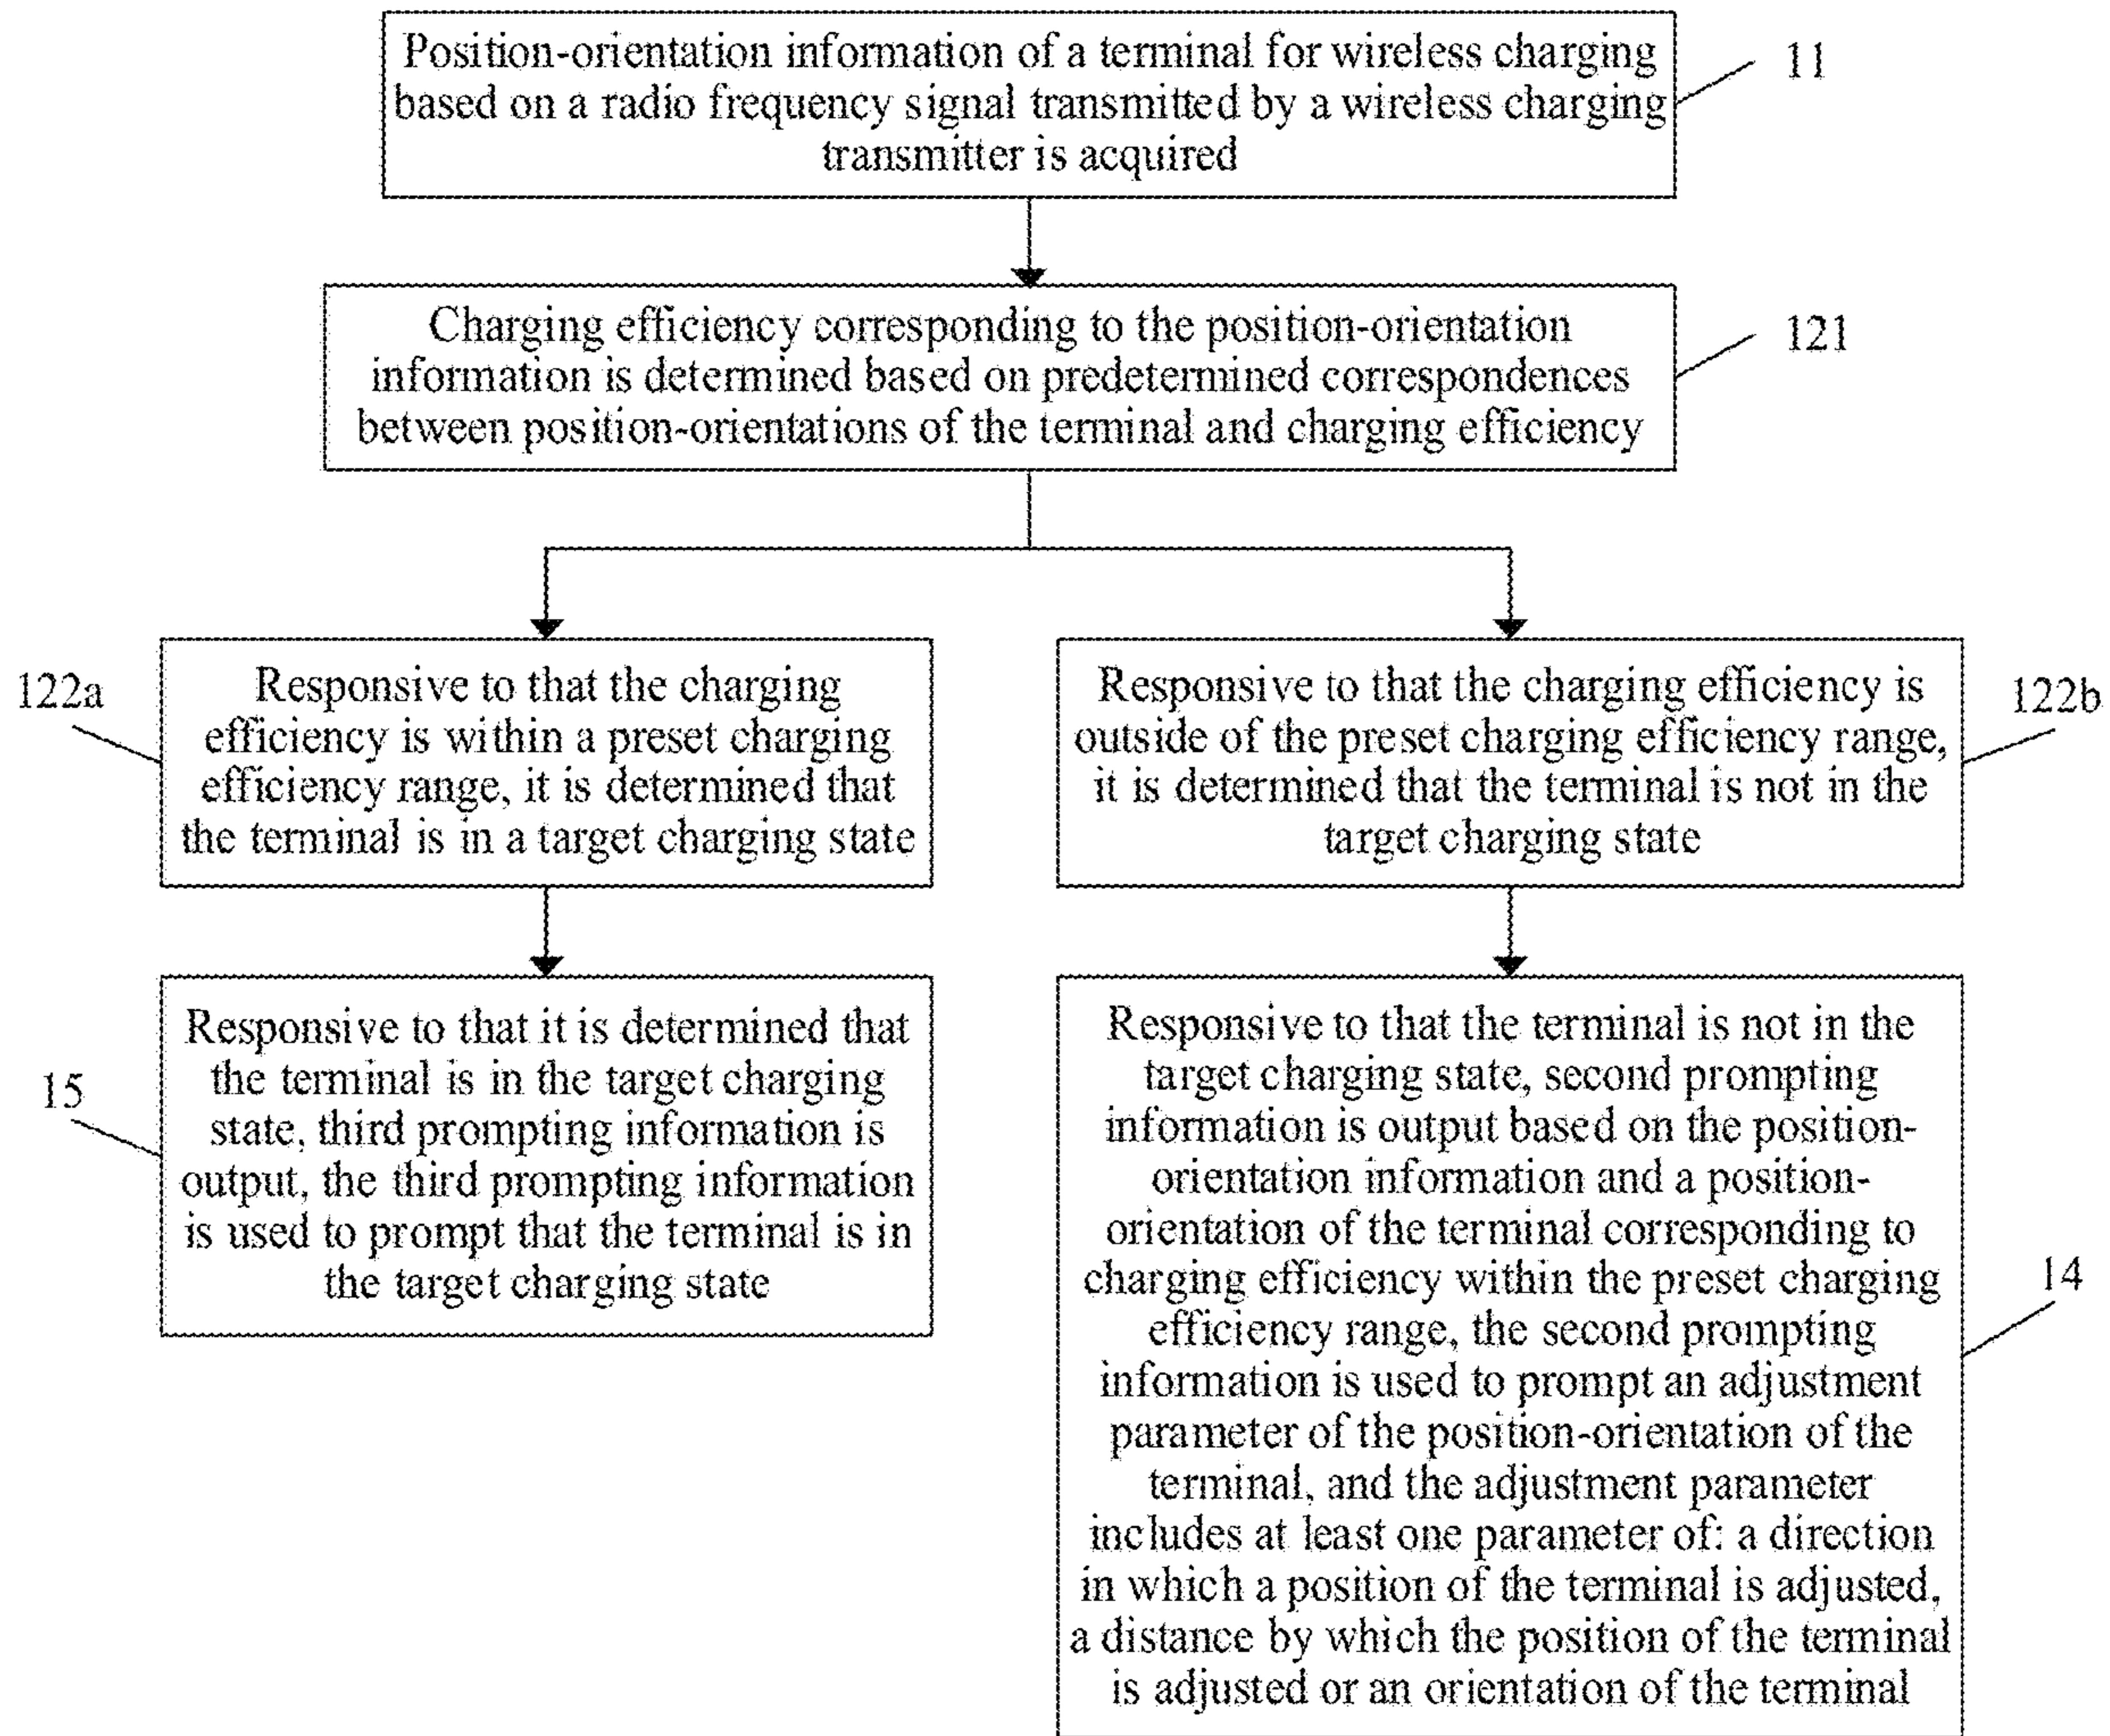 Position-orientation information of a terminal for wireless charging
based on a radio frequency signal transmitted by a wireless charging
transmitter is acquired
11
Charging efficiency corresponding to the position-orientation
information is determined based on predetermined correspondences
between position-orientations of the terminal and charging efficiency
121
122a
Responsive to that the charging
efficiency is within a preset charging
efficiency range, it is determined that
the terminal is in a target charging state
Responsive to that the charging efficiency is
outside of the preset charging efficiency range,
it is determined that the terminal is not in the
target charging state
122b
15
Responsive to that it is determined that
the terminal is in the target charging
state, third prompting information is
output, the third prompting information
is used to prompt that the terminal is in
the target charging state
Responsive to that the terminal is not in the
target charging state, second prompting
information is output based on the position-
orientation information and a position-
orientation of the terminal corresponding to
charging efficiency within the preset charging
efficiency range, the second prompting
information is used to prompt an adjustment
parameter of the position-orientation of the
terminal, and the adjustment parameter
includes at least one parameter of: a direction
in which a position of the terminal is adjusted,
a distance by which the position of the terminal
is adjusted or an orientation of the terminal
14